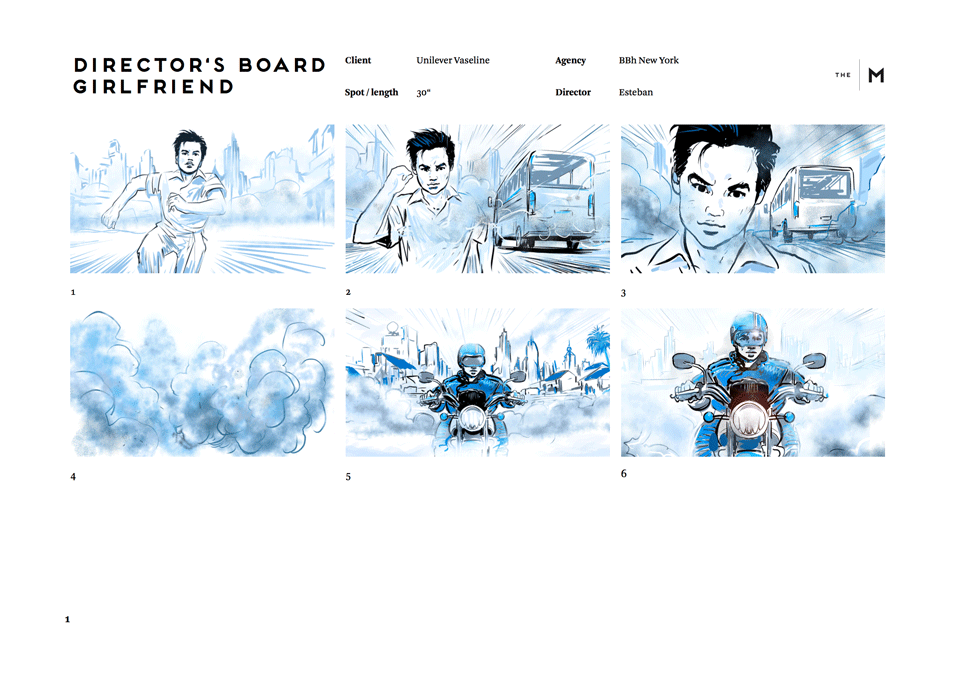 DIRECTOR'S BOARD
GIRLFRIEND
Client Unilever Vaseline
Agency BBh New York
Spot / length 30“
Director Esteban
THE M
1
2
3
4
5
6
1